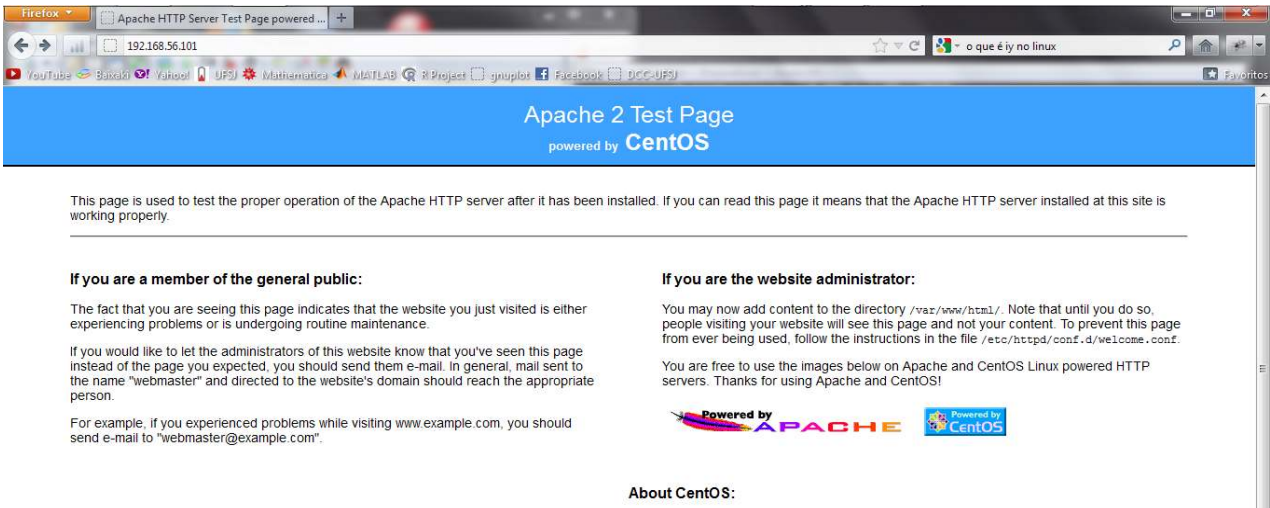 Firefox
Apache HTTP Server Test Page powered ...
192.168.56.101
o que é iy no linux
YouTube Baixaki Yahoo! UFSJ Mathematica MATLAB R Project gnuplot Facebook DCC-UFSJ
Favoritos
Apache 2 Test Page
powered by CentOS
This page is used to test the proper operation of the Apache HTTP server after it has been installed. If you can read this page it means that the Apache HTTP server installed at this site is
working properly.
If you are a member of the general public:
The fact that you are seeing this page indicates that the website you just visited is either
experiencing problems or is undergoing routine maintenance.
If you would like to let the administrators of this website know that you've seen this page
instead of the page you expected, you should send them e-mail. In general, mail sent to
the name "webmaster" and directed to the website's domain should reach the appropriate
person.
For example, if you experienced problems while visiting www.example.com, you should
send e-mail to "webmaster@example.com".
If you are the website administrator:
You may now add content to the directory /var/www/html/. Note that until you do so,
people visiting your website will see this page and not your content. To prevent this page
from ever being used, follow the instructions in the file /etc/httpd/conf.d/welcome.conf.
You are free to use the images below on Apache and CentOS Linux powered HTTP
servers. Thanks for using Apache and CentOS!
Powered by
APACHE
Powered by
CentOS
About CentOS: